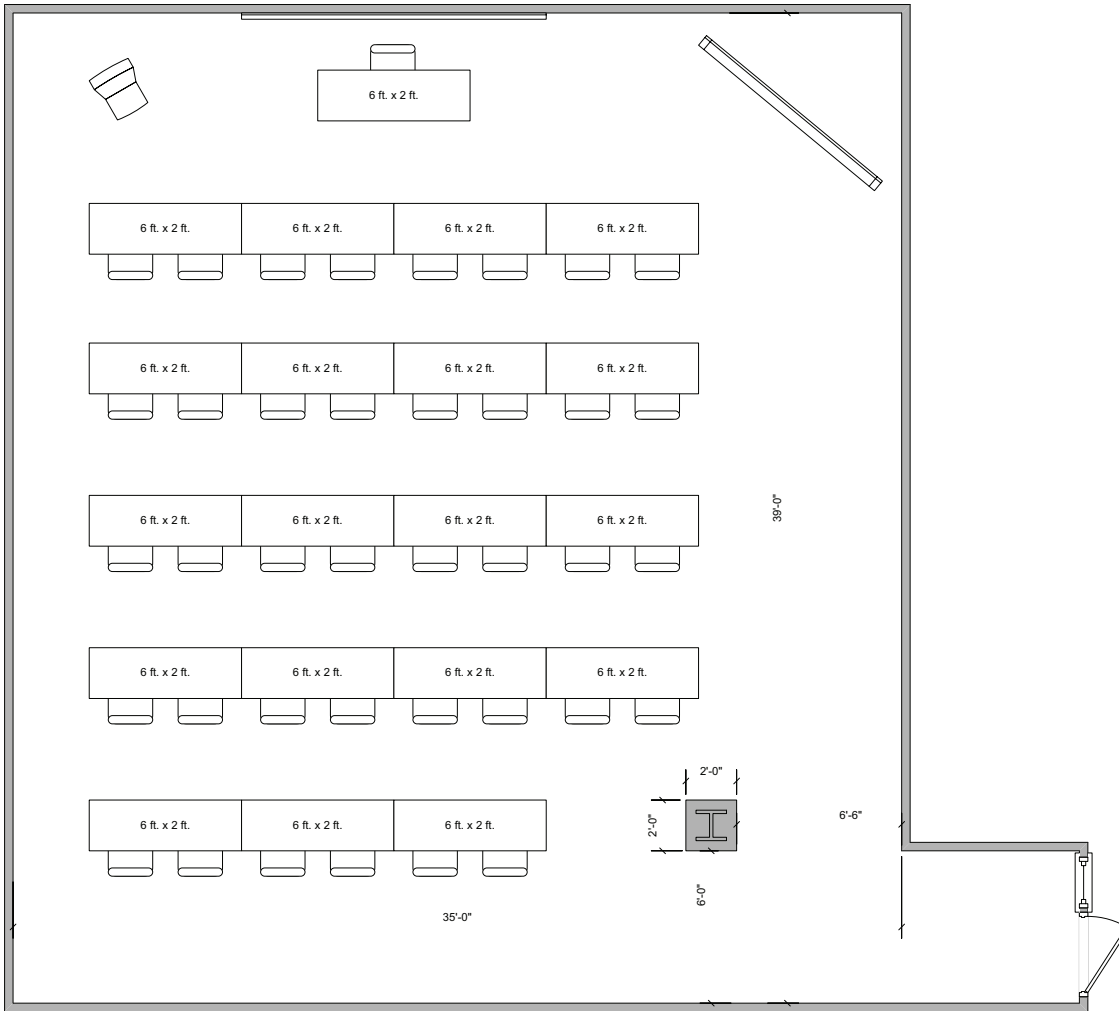 6 ft. x 2 ft.
6 ft. x 2 ft. 6 ft. x 2 ft. 6 ft. x 2 ft. 6 ft. x 2 ft.
6 ft. x 2 ft. 6 ft. x 2 ft. 6 ft. x 2 ft. 6 ft. x 2 ft.
39'-0"
6 ft. x 2 ft. 6 ft. x 2 ft. 6 ft. x 2 ft. 6 ft. x 2 ft.
6 ft. x 2 ft. 6 ft. x 2 ft. 6 ft. x 2 ft. 6 ft. x 2 ft.
2'-0"
6'-6"
6 ft. x 2 ft. 6 ft. x 2 ft. 6 ft. x 2 ft.
2'-0"
6'-0"
35'-0"